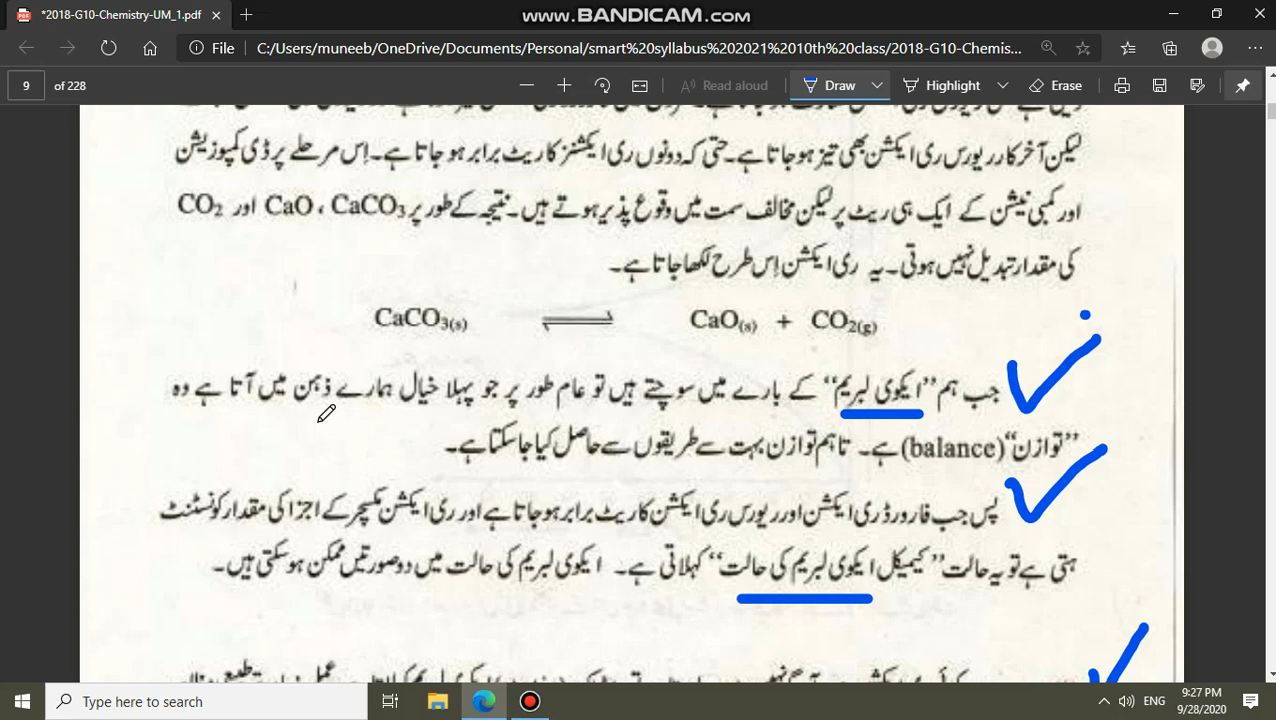 www.BANDICAM.com
*2018-G10-Chemistry-UM_1.pdf
File C:/Users/muneeb/OneDrive/Documents/Personal/smart%20syllabus%202021%2010th%20class/2018-G10-Chemis...
9 of 228 Read aloud Draw Highlight Erase
لیکن آخر کار ریورس ری ایکشن بھی تیز ہو جاتا ہے۔ حتیٰ کہ دونوں ری ایکشنز کا ریٹ برابر ہو جاتا ہے۔ اِس مرحلے پر ڈی کمپوزیشن
اور کمبی نیشن کے ایک ہی ریٹ پر لیکن مخالف سمت میں وقوع پذیر ہوتے ہیں۔ نتیجہ کے طور پر CaCO3 ، CaO اور CO2
کی مقدار تبدیل نہیں ہوتی۔ یہ ری ایکشن اِس طرح لکھا جاتا ہے۔
CaCO3(s) ⇌ CaO(s) + CO2(g)
جب ہم ”ایکوی لبریم“ کے بارے میں سوچتے ہیں تو عام طور پر جو پہلا خیال ہمارے ذہن میں آتا ہے وہ
”توازن“ (balance) ہے۔ تاہم توازن بہت سے طریقوں سے حاصل کیا جا سکتا ہے۔
پس جب فارورڈ ری ایکشن اور ریورس ری ایکشن کا ریٹ برابر ہو جاتا ہے اور ری ایکشن مکسچر کے اجزا کی مقدار کونسٹنٹ
ہتی ہے تو یہ حالت ”کیمیکل ایکوی لبریم کی حالت“ کہلاتی ہے۔ ایکوی لبریم کی حالت میں دو صورتیں ممکن ہو سکتی ہیں۔
Type here to search
ENG
9:27 PM
9/28/2020